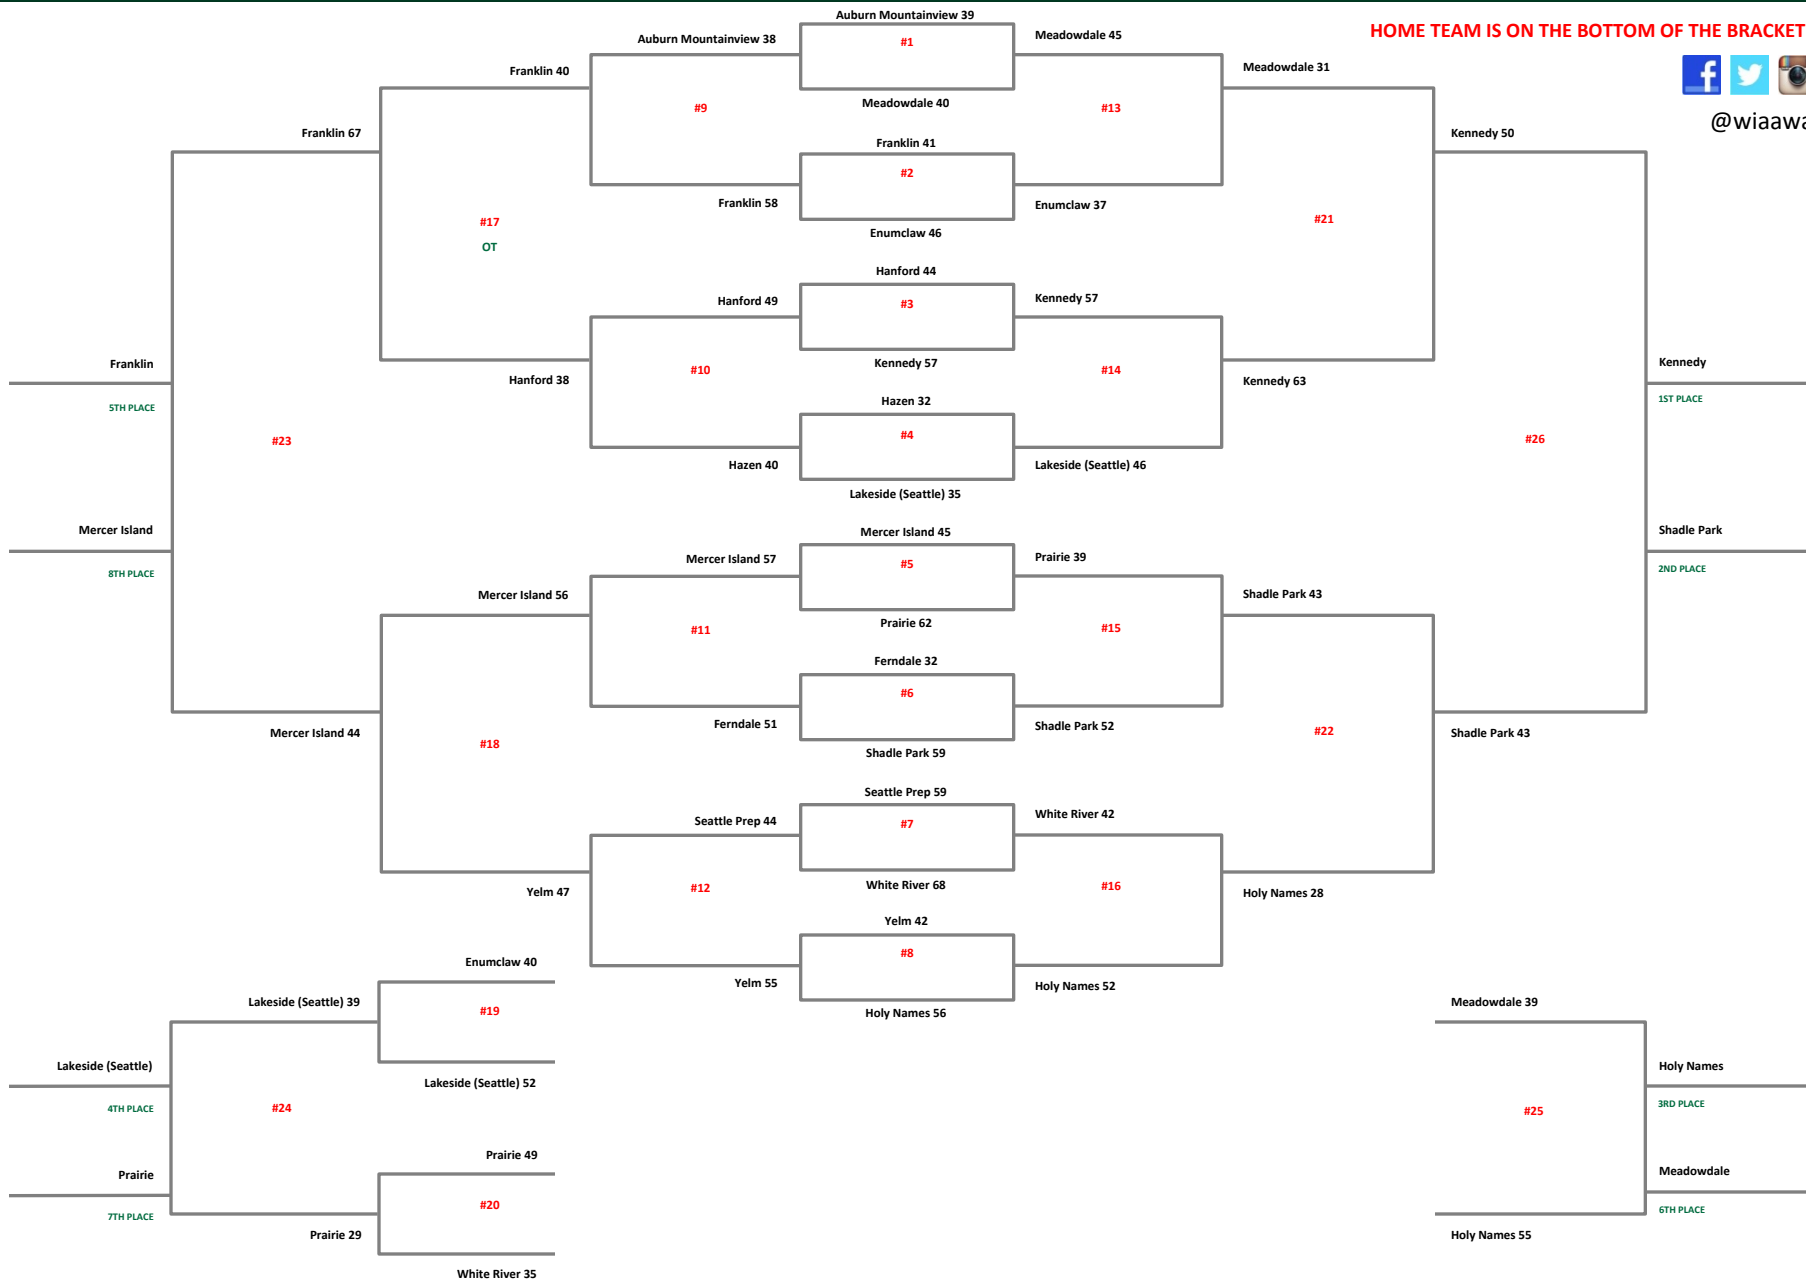 Auburn Mountainview 39
HOME TEAM IS ON THE BOTTOM OF THE BRACKET
Auburn Mountainview 38
#1
Meadowdale 45
Franklin 40
Meadowdale 31
#9
Meadowdale 40
#13
@wiaawa
Franklin 67
Franklin 41
Kennedy 50
#2
Franklin 58
Enumclaw 37
#17
#21
Enumclaw 46
OT
Hanford 44
Hanford 49
#3
Kennedy 57
Franklin
Kennedy 57
Kennedy
#10
#14
Hanford 38
Kennedy 63
5TH PLACE
1ST PLACE
Hazen 32
#23
#4
#26
Hazen 40
Lakeside (Seattle) 46
Lakeside (Seattle) 35
Mercer Island
Mercer Island 45
Shadle Park
Mercer Island 57
#5
Prairie 39
8TH PLACE
2ND PLACE
Mercer Island 56
Shadle Park 43
Prairie 62
#11
#15
Ferndale 32
#6
Ferndale 51
Shadle Park 52
Mercer Island 44
#18
#22
Shadle Park 43
Shadle Park 59
Seattle Prep 59
Seattle Prep 44
#7
White River 42
Yelm 47
#12
White River 68
#16
Holy Names 28
Yelm 42
#8
Enumclaw 40
Yelm 55
Holy Names 52
Lakeside (Seattle) 39
#19
Holy Names 56
Meadowdale 39
Lakeside (Seattle)
Lakeside (Seattle) 52
Holy Names
4TH PLACE
#24
#25
3RD PLACE
Prairie 49
Prairie
Meadowdale
#20
7TH PLACE
6TH PLACE
Prairie 29
Holy Names 55
White River 35